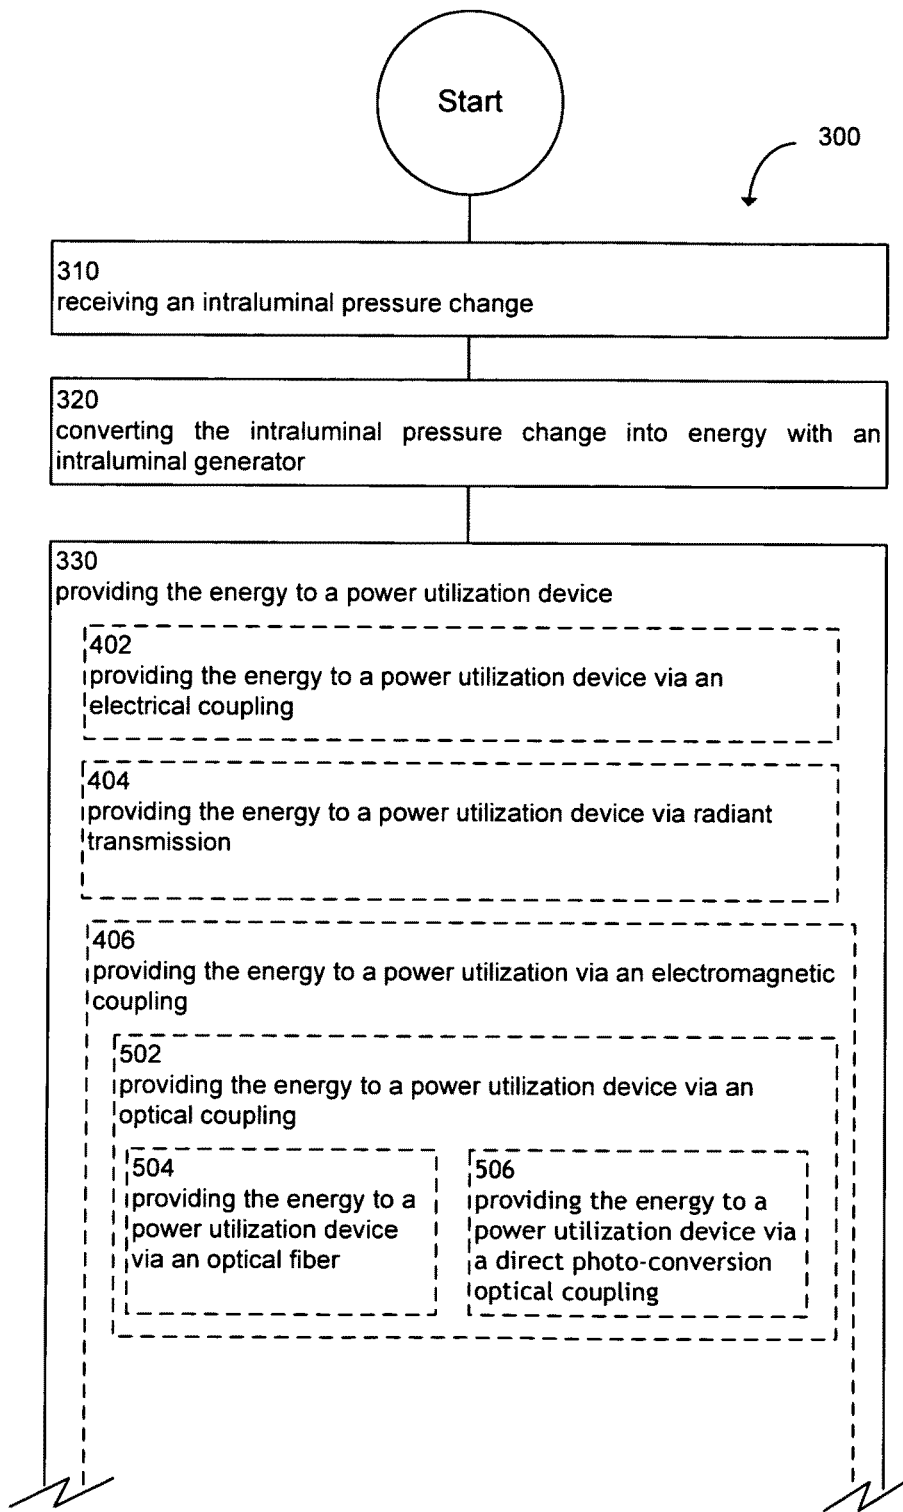 Start
300
310
receiving an intraluminal pressure change
320
converting the intraluminal pressure change into energy with an
intraluminal generator
330
providing the energy to a power utilization device
402
providing the energy to a power utilization device via an
electrical coupling
404
providing the energy to a power utilization device via radiant
transmission
406
providing the energy to a power utilization via an electromagnetic
coupling
502
providing the energy to a power utilization device via an
optical coupling
504
providing the energy to a
power utilization device
via an optical fiber
506
providing the energy to a
power utilization device via
a direct photo-conversion
optical coupling